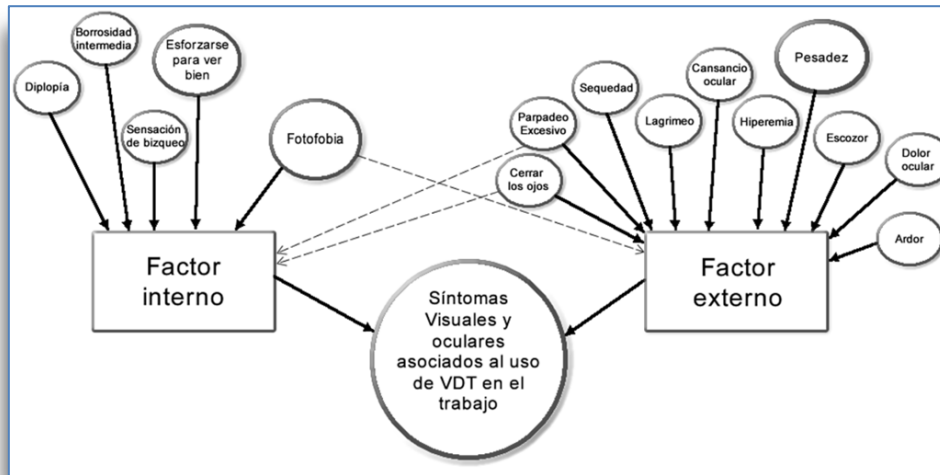 Diplopía
Borrosidad
intermedia
Esforzarse
para ver
bien
Sensación
de bizqueo
Fotofobia
Parpadeo
Excesivo
Cerrar
los ojos
Sequedad
Lagrimeo
Cansancio
ocular
Hiperemia
Pesadez
Escozor
Dolor
ocular
Ardor
Factor
interno
Factor
externo
Síntomas
Visuales y
oculares
asociados al uso
de VDT en el
trabajo